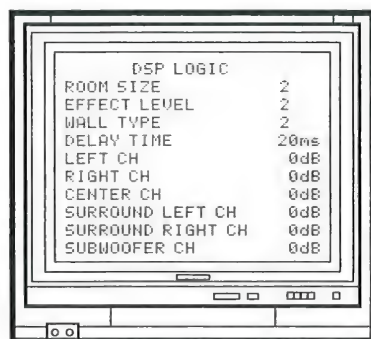 DSP LOGIC
ROOM SIZE 2
EFFECT LEVEL 2
WALL TYPE 2
DELAY TIME 20ms
LEFT CH 0dB
RIGHT CH 0dB
CENTER CH 0dB
SURROUND LEFT CH 0dB
SURROUND RIGHT CH 0dB
SUBWOOFER CH 0dB